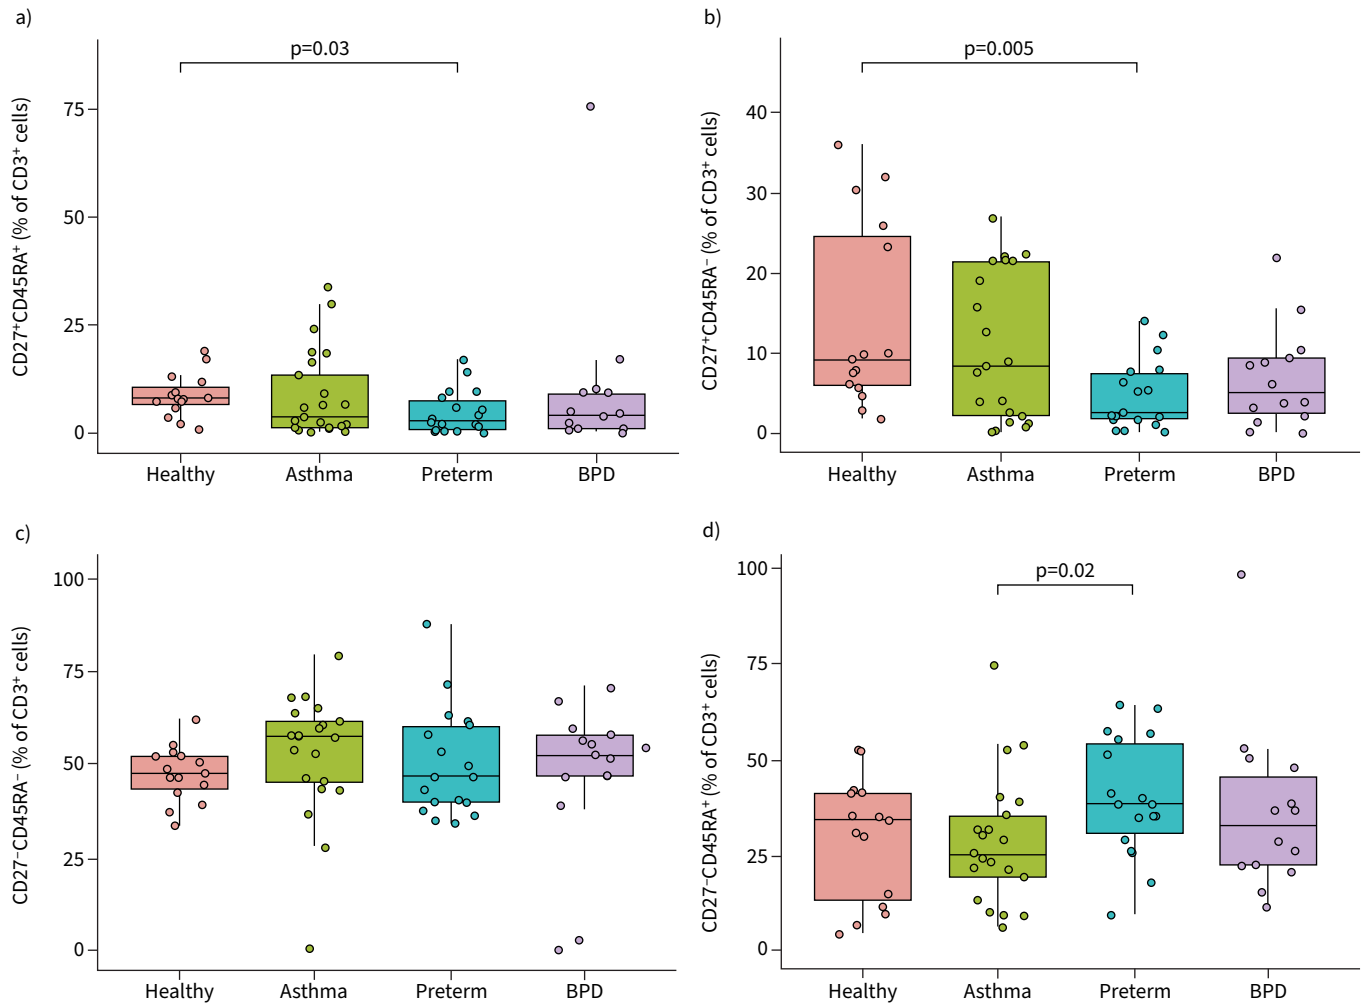 a)
p=0.03
CD27⁺CD45RA⁺ (% of CD3⁺ cells)
75
50
25
0
Healthy Asthma Preterm BPD
b)
p=0.005
CD27⁺CD45RA⁻ (% of CD3⁺ cells)
40
30
20
10
0
Healthy Asthma Preterm BPD
c)
CD27⁻CD45RA⁻ (% of CD3⁺ cells)
100
75
50
25
0
Healthy Asthma Preterm BPD
d)
p=0.02
CD27⁻CD45RA⁺ (% of CD3⁺ cells)
100
75
50
25
0
Healthy Asthma Preterm BPD